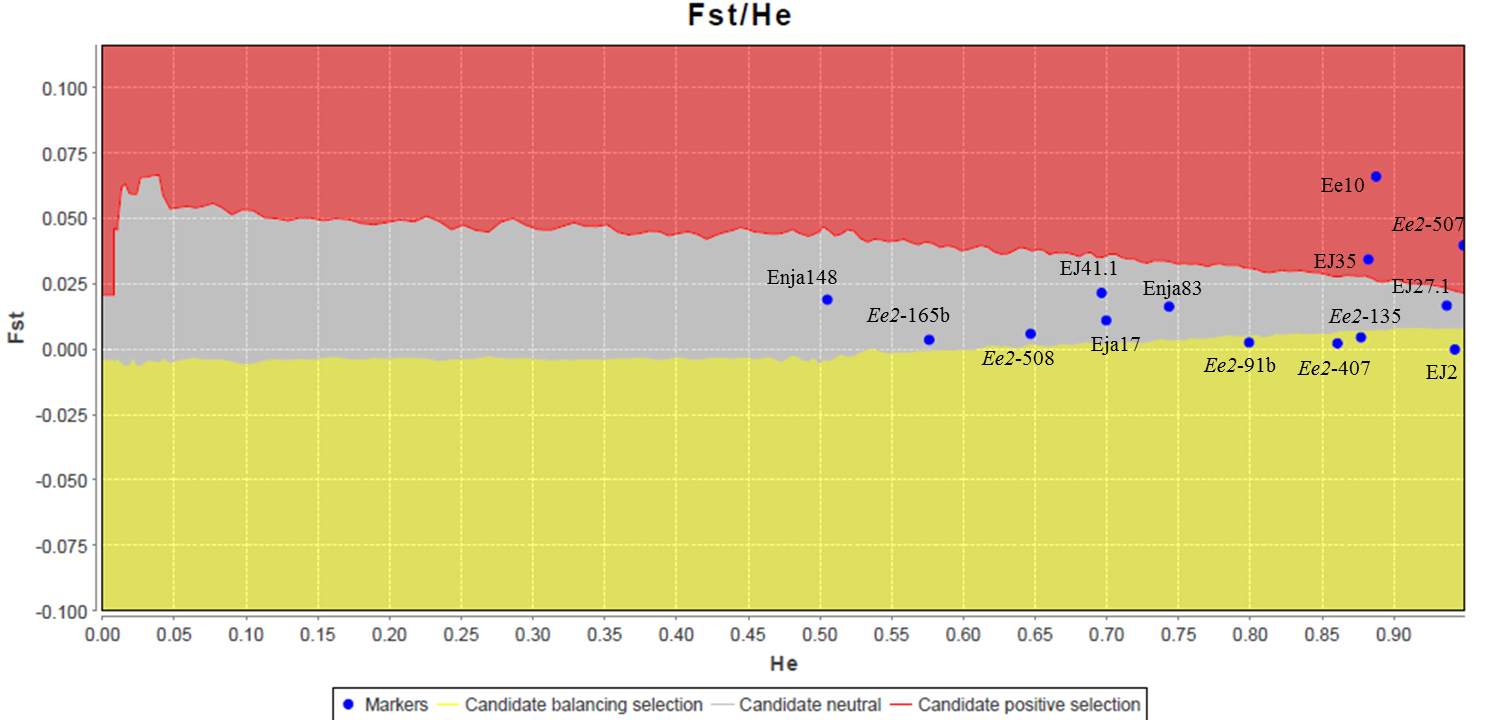 Fst/He
Fst
0.100
0.075
0.050
0.025
0.000
-0.025
-0.050
-0.075
-0.100
Ee10
Ee2-507
EJ35
EJ41.1
Enja148
Enja83
EJ27.1
Ee2-165b
Ee2-135
Eja17
Ee2-508
Ee2-91b
Ee2-407
EJ2
0.00 0.05 0.10 0.15 0.20 0.25 0.30 0.35 0.40 0.45 0.50 0.55 0.60 0.65 0.70 0.75 0.80 0.85 0.90
He
Markers Candidate balancing selection Candidate neutral Candidate positive selection